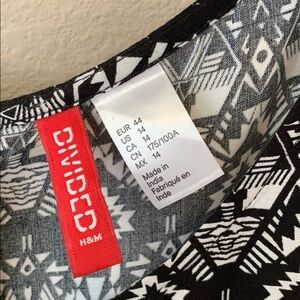 DIVIDED
H&M
EUR 44
US 14
CA 14
CN 175/100A
MX 14
Made in
India
Fabriqué en
Inde